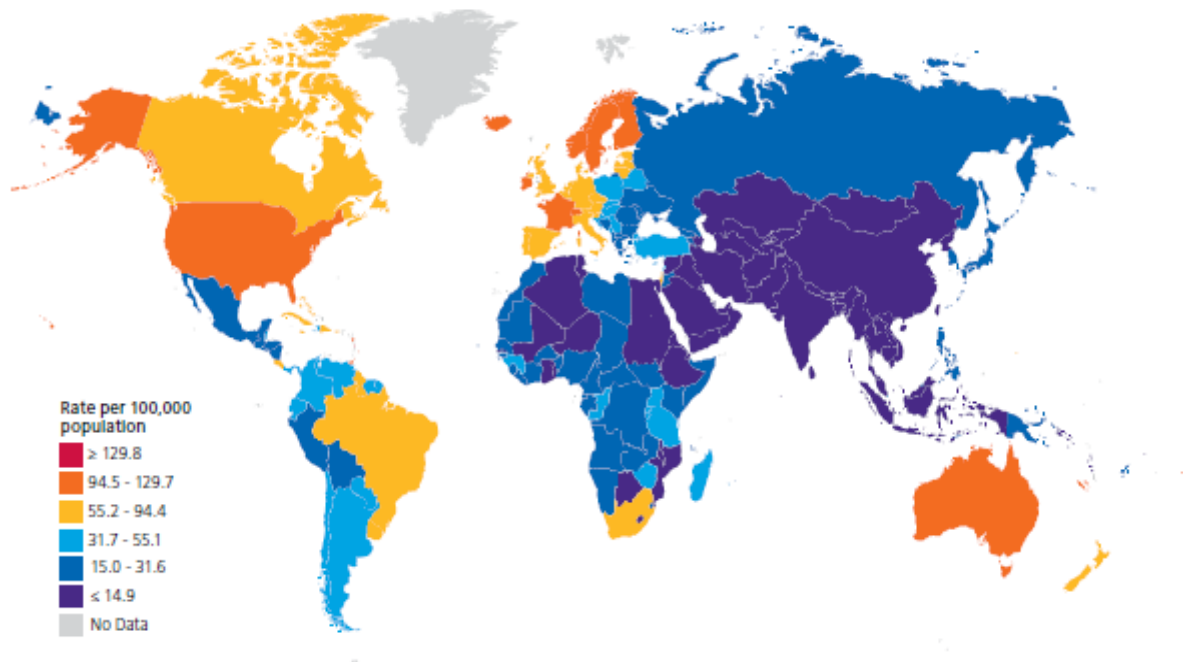 Rate per 100,000
population
≥ 129.8
94.5 - 129.7
55.2 - 94.4
31.7 - 55.1
15.0 - 31.6
≤ 14.9
No Data